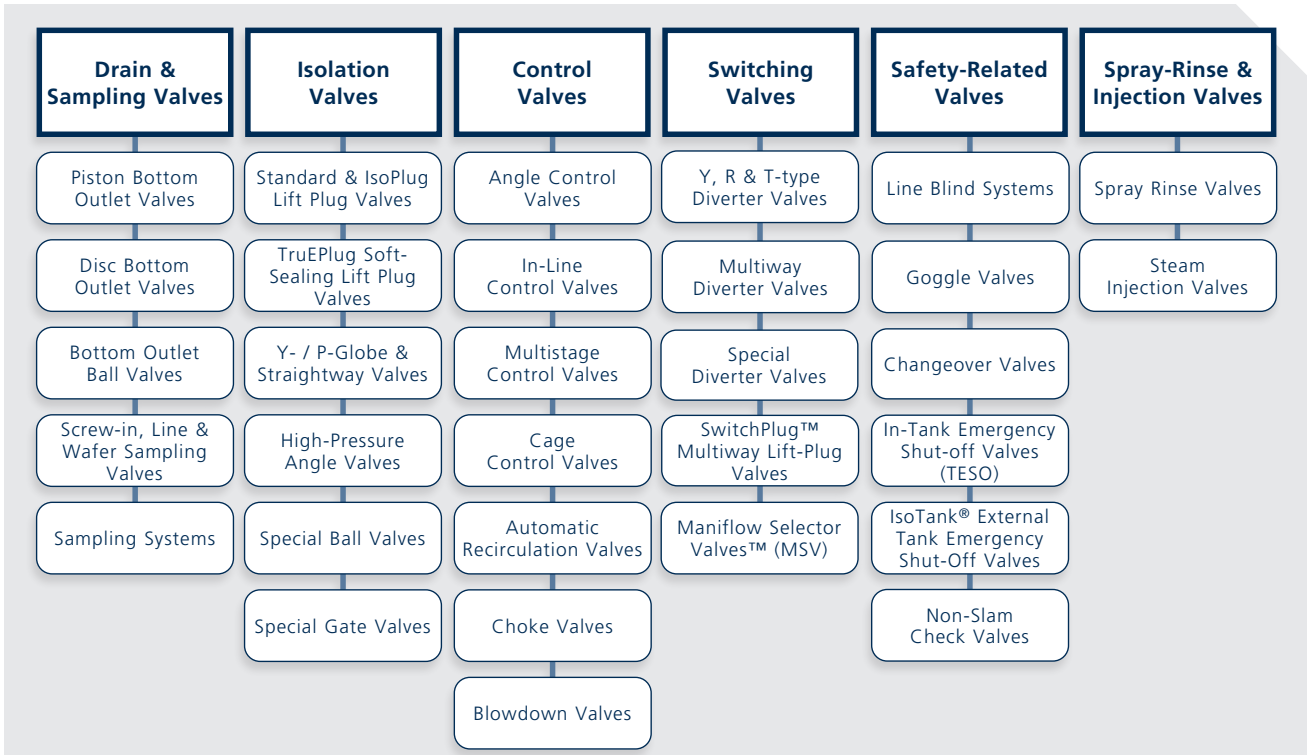 Drain &
Sampling Valves
Piston Bottom
Outlet Valves
Disc Bottom
Outlet Valves
Bottom Outlet
Ball Valves
Screw-in, Line &
Wafer Sampling
Valves
Sampling Systems
Isolation
Valves
Standard & IsoPlug
Lift Plug Valves
TruEPlug Soft-
Sealing Lift Plug
Valves
Y- / P-Globe &
Straightway Valves
High-Pressure
Angle Valves
Special Ball Valves
Special Gate Valves
Control
Valves
Angle Control
Valves
In-Line
Control Valves
Multistage
Control Valves
Cage
Control Valves
Automatic
Recirculation Valves
Choke Valves
Blowdown Valves
Switching
Valves
Y, R & T-type
Diverter Valves
Multiway
Diverter Valves
Special
Diverter Valves
SwitchPlug™
Multiway Lift-Plug
Valves
Maniflow Selector
Valves™ (MSV)
Safety-Related
Valves
Line Blind Systems
Goggle Valves
Changeover Valves
In-Tank Emergency
Shut-off Valves
(TESO)
IsoTank® External
Tank Emergency
Shut-Off Valves
Non-Slam
Check Valves
Spray-Rinse &
Injection Valves
Spray Rinse Valves
Steam
Injection Valves